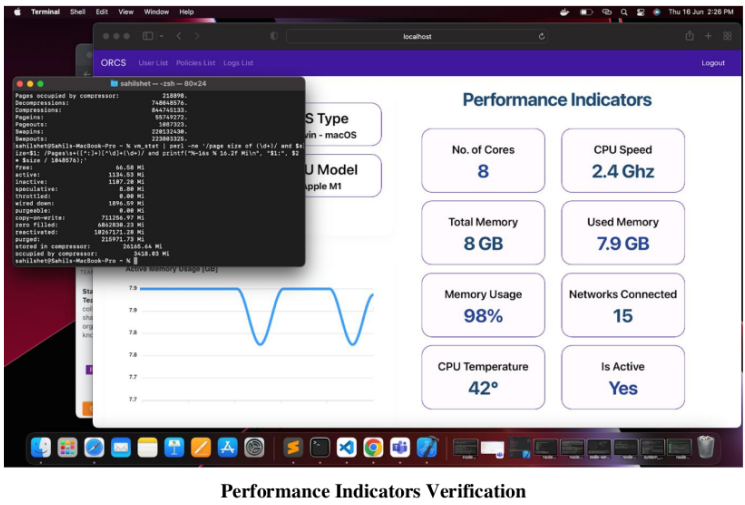 Terminal Shell Edit View Window Help
Thu 16 Jun 2:26 PM
localhost
ORCS User List Policies List Logs List
Logout
sahilshet — -zsh — 80×24
Pages occupied by compressor: 218898.
Decompressions: 748048576.
Compressions: 844745133.
Pageins: 55749272.
Pageouts: 1087323.
Swapins: 220132430.
Swapouts: 223803325.
sahilshet@Sahils-MacBook-Pro ~ % vm_stat | perl -ne '/page size of (\d+)/ and $s
ize=$1; /Pages\s+([^:]+)[^\d]+(\d+)/ and printf("%-16s % 16.2f Mi\n", "$1:", $2
* $size / 1048576);'
free: 66.58 Mi
active: 1134.53 Mi
inactive: 1107.20 Mi
speculative: 8.80 Mi
throttled: 0.00 Mi
wired down: 1896.59 Mi
purgeable: 0.00 Mi
copy-on-write: 711256.97 Mi
zero filled: 6862830.23 Mi
reactivated: 10267171.28 Mi
purged: 215971.73 Mi
stored in compressor: 26165.64 Mi
occupied by compressor: 3418.03 Mi
sahilshet@Sahils-MacBook-Pro ~ %
S Type
vin - macOS
U Model
Apple M1
Active Memory Usage [GB]
7.9
7.9
7.8
7.8
7.7
7.7
Performance Indicators
No. of Cores
8
CPU Speed
2.4 Ghz
Total Memory
8 GB
Used Memory
7.9 GB
Memory Usage
98%
Networks Connected
15
CPU Temperature
42°
Is Active
Yes
Performance Indicators Verification